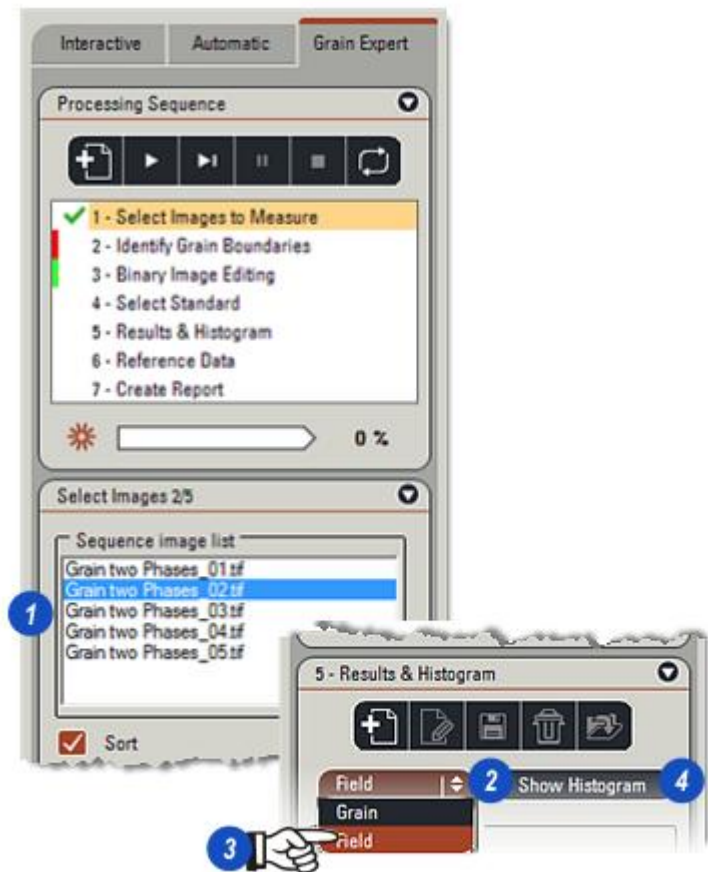 Interactive Automatic Grain Expert
Processing Sequence
1 - Select Images to Measure
2 - Identify Grain Boundaries
3 - Binary Image Editing
4 - Select Standard
5 - Results & Histogram
6 - Reference Data
7 - Create Report
0 %
Select Images 2/5
Sequence image list
Grain two Phases_01.tif
Grain two Phases_02.tif
Grain two Phases_03.tif
Grain two Phases_04.tif
Grain two Phases_05.tif
1
Sort
5 - Results & Histogram
Field 2 Show Histogram 4
Grain
3 Field